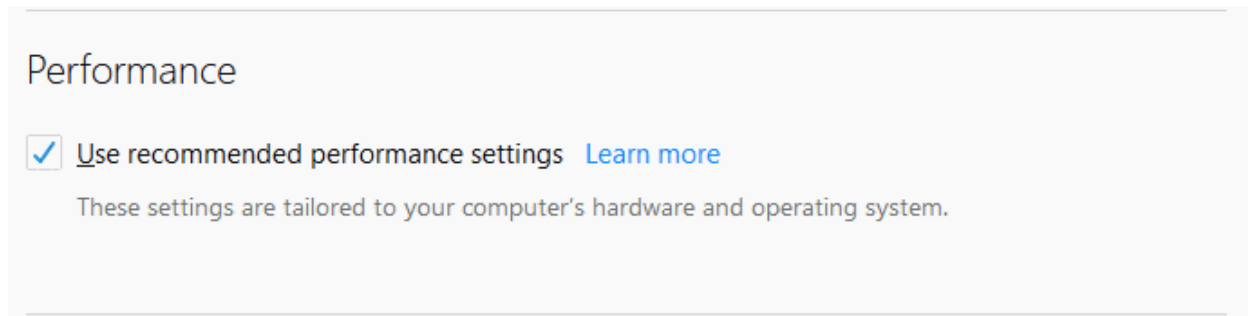 Performance
Use recommended performance settings Learn more
These settings are tailored to your computer's hardware and operating system.